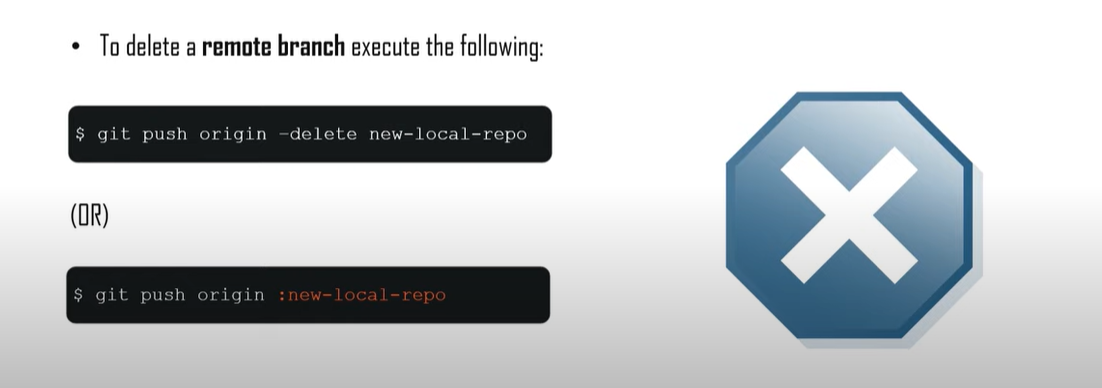 • To delete a remote branch execute the following:
$ git push origin –delete new-local-repo
(OR)
$ git push origin :new-local-repo